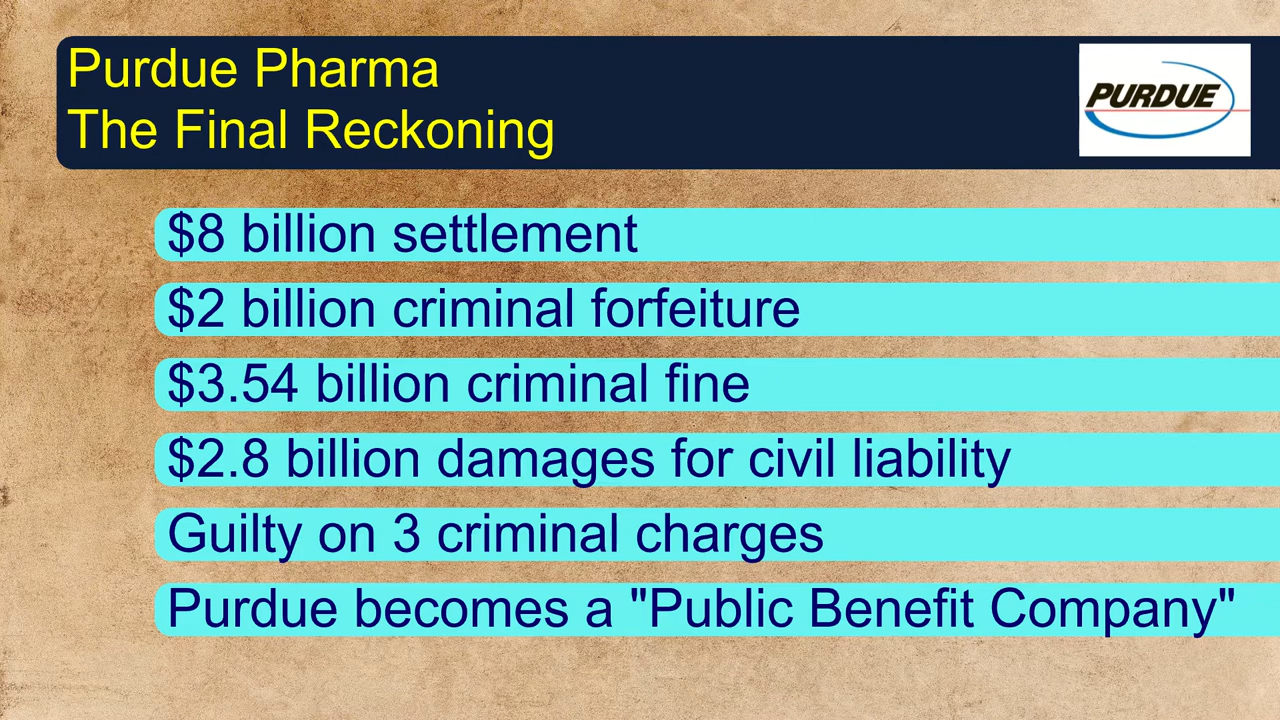 Purdue Pharma
The Final Reckoning
PURDUE
$8 billion settlement
$2 billion criminal forfeiture
$3.54 billion criminal fine
$2.8 billion damages for civil liability
Guilty on 3 criminal charges
Purdue becomes a "Public Benefit Company"